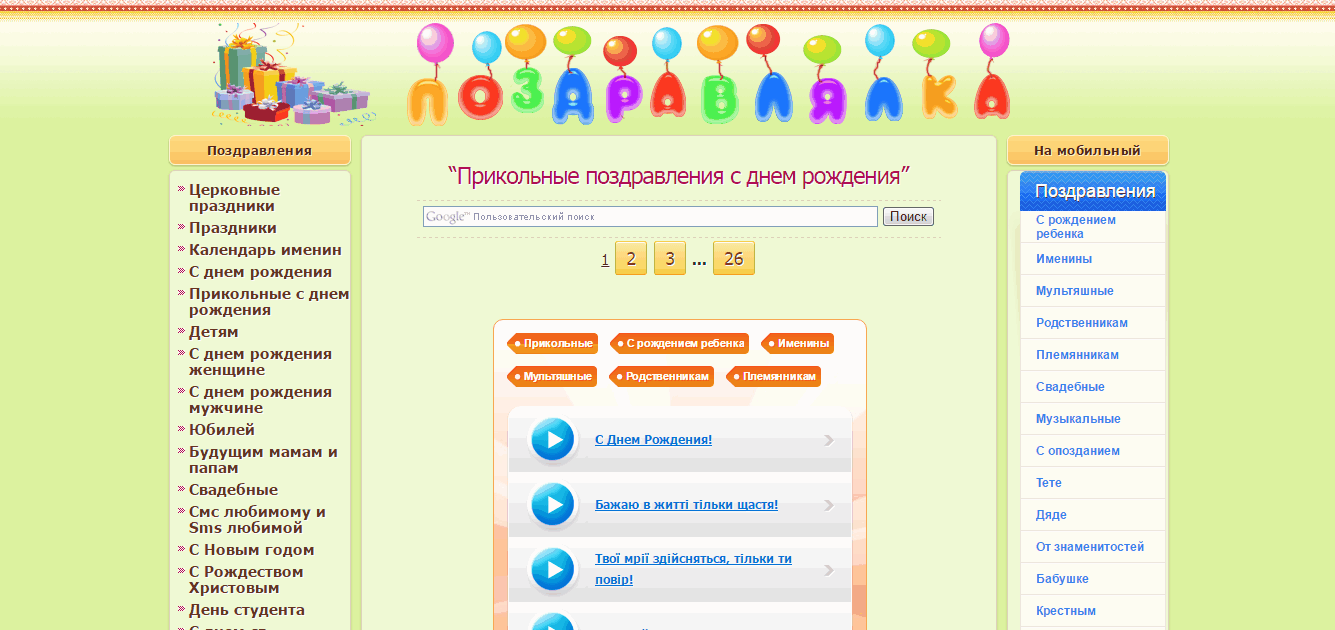 ПОЗДРАВЛЯЛКА
Поздравления
Церковные
праздники
Праздники
Календарь именин
С днем рождения
Прикольные с днем
рождения
Детям
С днем рождения
женщине
С днем рождения
мужчине
Юбилей
Будущим мамам и
папам
Свадебные
Смс любимому и
Sms любимой
С Новым годом
С Рождеством
Христовым
День студента
“Прикольные поздравления с днем рождения”
Google™ Пользовательский поиск
Поиск
1 2 3 ... 26
Прикольные С рождением ребенка Именины
Мультяшные Родственникам Племянникам
С Днем Рождения!
Бажаю в житті тільки щастя!
Твої мрії здійсняться, тільки ти
повір!
На мобильный
Поздравления
С рождением
ребенка
Именины
Мультяшные
Родственникам
Племянникам
Свадебные
Музыкальные
С опозданием
Тете
Дяде
От знаменитостей
Бабушке
Крестным